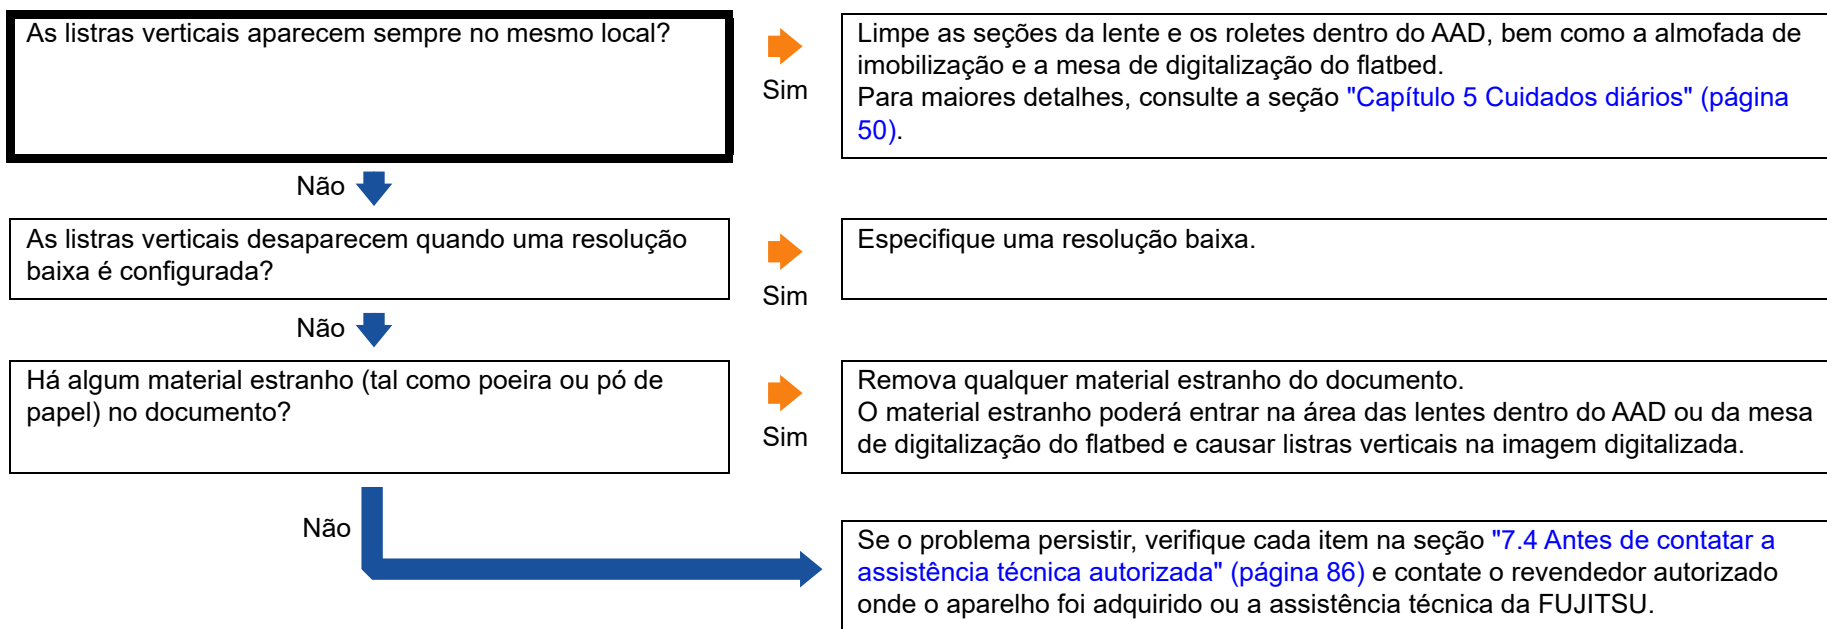 As listras verticais aparecem sempre no mesmo local?
Sim
Limpe as seções da lente e os roletes dentro do AAD, bem como a almofada de
imobilização e a mesa de digitalização do flatbed.
Para maiores detalhes, consulte a seção "Capítulo 5 Cuidados diários" (página
50).
Não
As listras verticais desaparecem quando uma resolução
baixa é configurada?
Sim
Especifique uma resolução baixa.
Não
Há algum material estranho (tal como poeira ou pó de
papel) no documento?
Sim
Remova qualquer material estranho do documento.
O material estranho poderá entrar na área das lentes dentro do AAD ou da mesa
de digitalização do flatbed e causar listras verticais na imagem digitalizada.
Não
Se o problema persistir, verifique cada item na seção "7.4 Antes de contatar a
assistência técnica autorizada" (página 86) e contate o revendedor autorizado
onde o aparelho foi adquirido ou a assistência técnica da FUJITSU.